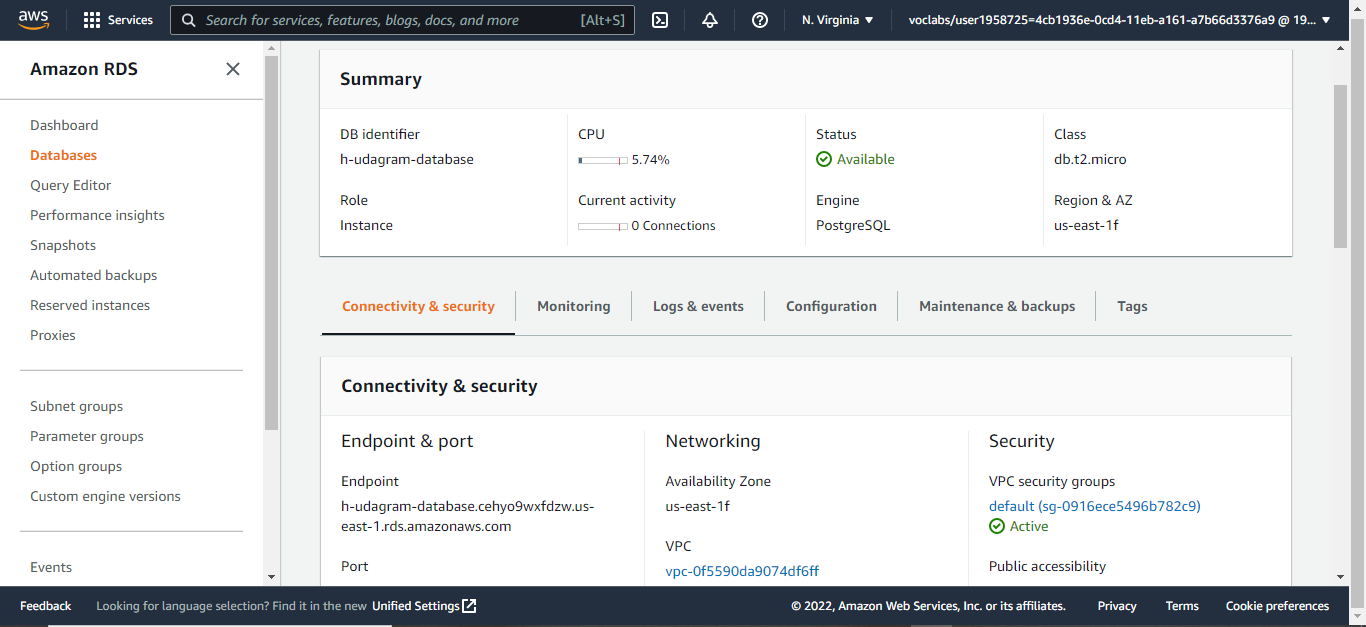 aws
Services
Search for services, features, blogs, docs, and more [Alt+S]
N. Virginia ▼
voclabs/user1958725=4cb1936e-0cd4-11eb-a161-a7b66d3376a9 @ 19... ▼
Amazon RDS
Dashboard
Databases
Query Editor
Performance insights
Snapshots
Automated backups
Reserved instances
Proxies
Subnet groups
Parameter groups
Option groups
Custom engine versions
Events
Summary
DB identifier
h-udagram-database
CPU
5.74%
Status
Available
Class
db.t2.micro
Role
Instance
Current activity
0 Connections
Engine
PostgreSQL
Region & AZ
us-east-1f
Connectivity & security
Monitoring
Logs & events
Configuration
Maintenance & backups
Tags
Connectivity & security
Endpoint & port
Endpoint
h-udagram-database.cehyo9wxfdzw.us-
east-1.rds.amazonaws.com
Port
Networking
Availability Zone
us-east-1f
VPC
vpc-0f5590da9074df6ff
Security
VPC security groups
default (sg-0916ece5496b782c9)
Active
Public accessibility
Feedback
Looking for language selection? Find it in the new Unified Settings
© 2022, Amazon Web Services, Inc. or its affiliates.
Privacy
Terms
Cookie preferences